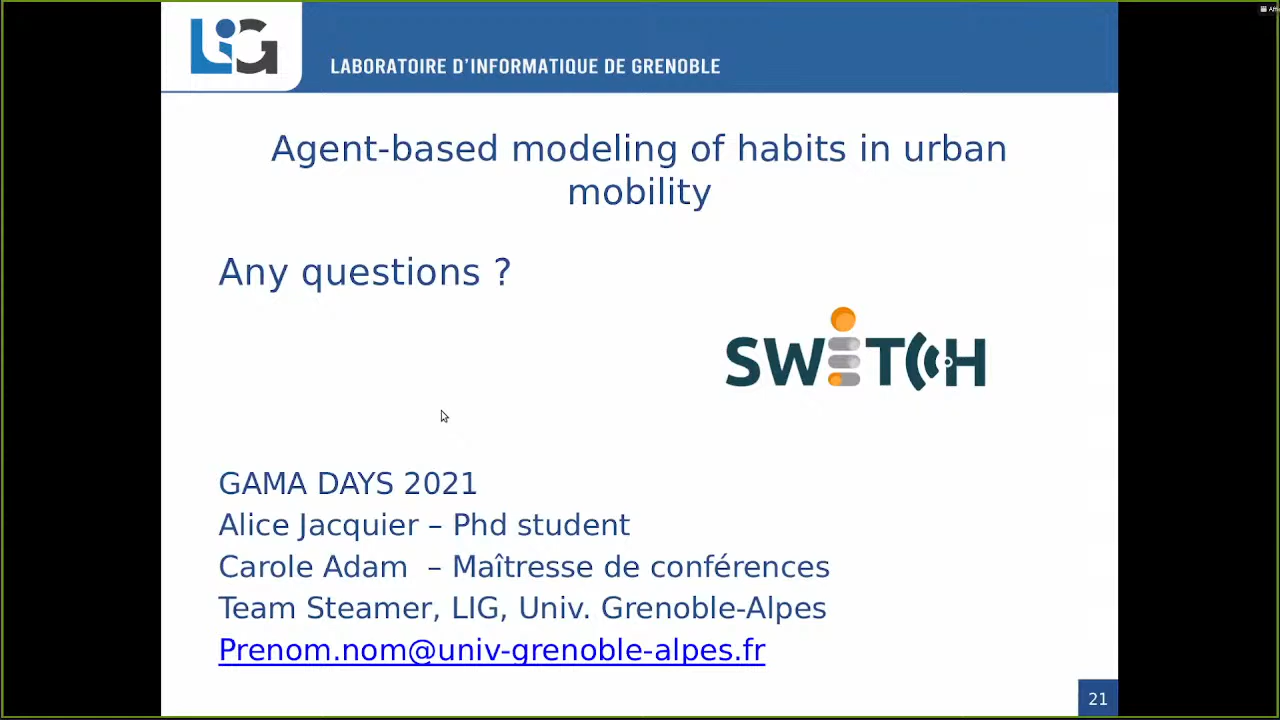 LIG
LABORATOIRE D'INFORMATIQUE DE GRENOBLE
Agent-based modeling of habits in urban
mobility
Any questions ?
SWITCH
GAMA DAYS 2021
Alice Jacquier – Phd student
Carole Adam – Maîtresse de conférences
Team Steamer, LIG, Univ. Grenoble-Alpes
Prenom.nom@univ-grenoble-alpes.fr
21